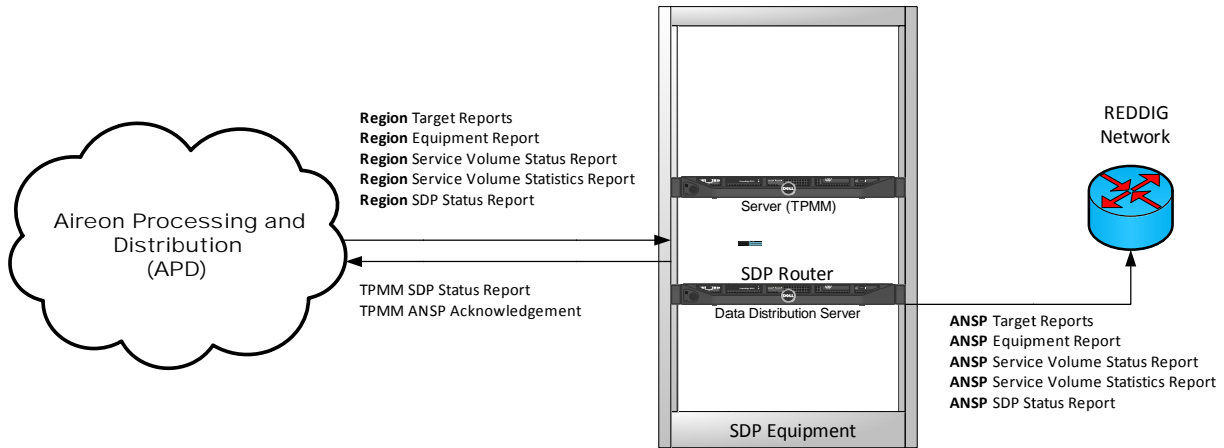 Region Target Reports
Region Equipment Report
Region Service Volume Status Report
Region Service Volume Statistics Report
Region SDP Status Report
Aireon Processing and
Distribution
(APD)
TPMM SDP Status Report
TPMM ANSP Acknowledgement
DELL
Server (TPMM)
SDP Router
DELL
Data Distribution Server
SDP Equipment
REDDIG
Network
ANSP Target Reports
ANSP Equipment Report
ANSP Service Volume Status Report
ANSP Service Volume Statistics Report
ANSP SDP Status Report